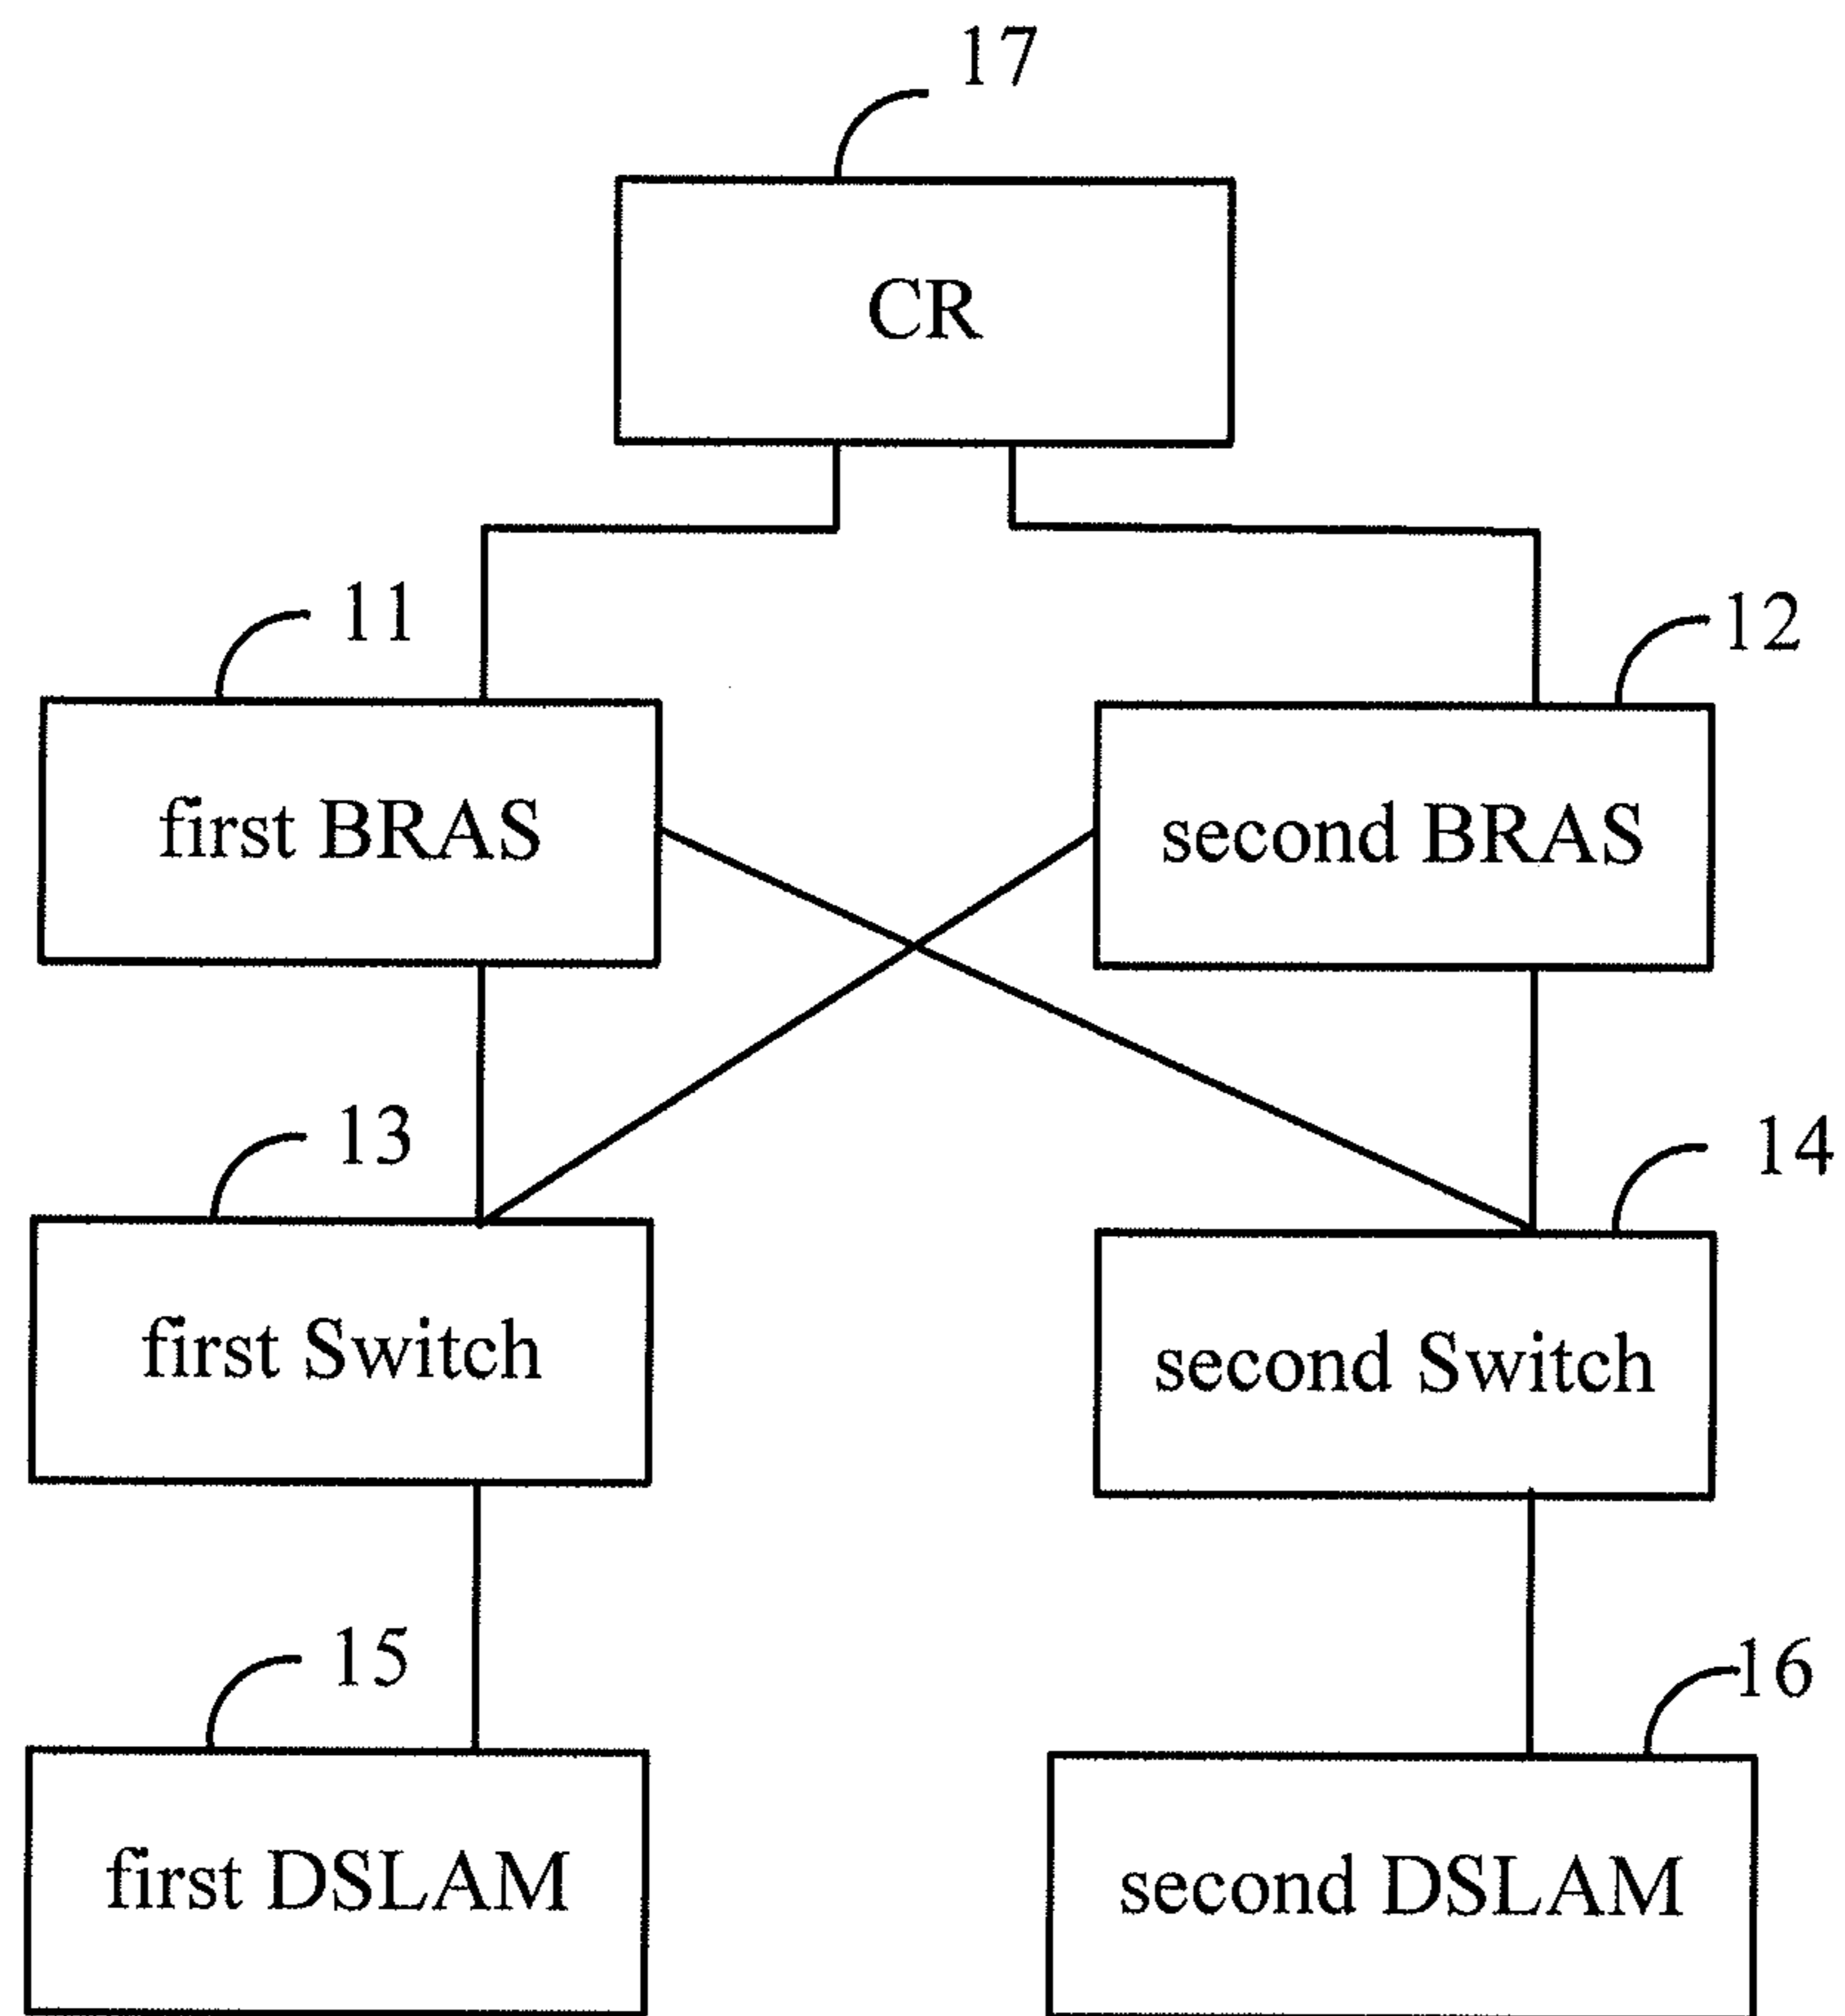 17
CR
11
12
first BRAS
second BRAS
13
14
first Switch
second Switch
15
16
first DSLAM
second DSLAM